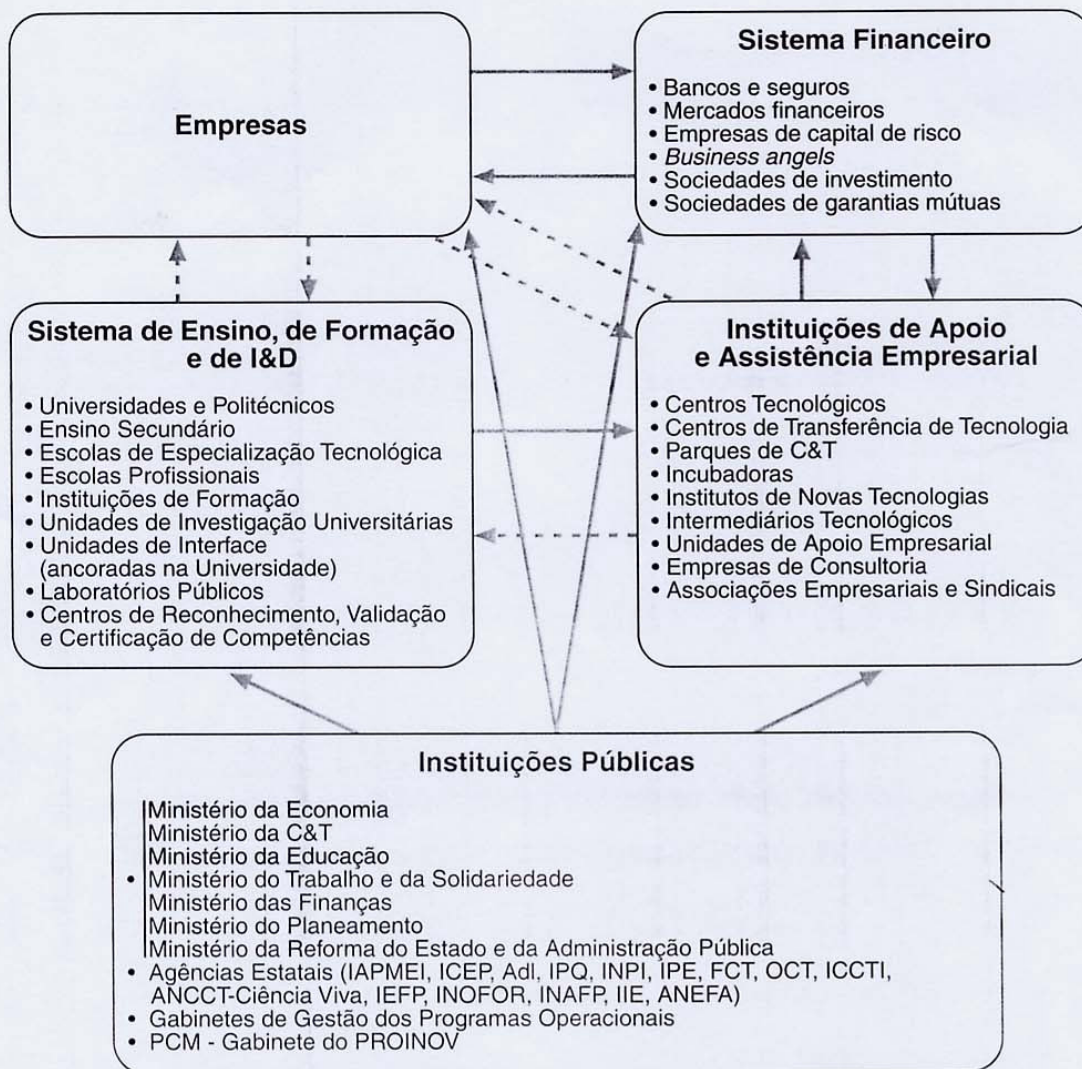 Empresas
Sistema Financeiro
• Bancos e seguros
• Mercados financeiros
• Empresas de capital de risco
• Business angels
• Sociedades de investimento
• Sociedades de garantias mútuas
Sistema de Ensino, de Formação
e de I&D
• Universidades e Politécnicos
• Ensino Secundário
• Escolas de Especialização Tecnológica
• Escolas Profissionais
• Instituições de Formação
• Unidades de Investigação Universitárias
• Unidades de Interface
(ancoradas na Universidade)
• Laboratórios Públicos
• Centros de Reconhecimento, Validação
e Certificação de Competências
Instituições de Apoio
e Assistência Empresarial
• Centros Tecnológicos
• Centros de Transferência de Tecnologia
• Parques de C&T
• Incubadoras
• Institutos de Novas Tecnologias
• Intermediários Tecnológicos
• Unidades de Apoio Empresarial
• Empresas de Consultoria
• Associações Empresariais e Sindicais
Instituições Públicas
Ministério da Economia
Ministério da C&T
Ministério da Educação
• Ministério do Trabalho e da Solidariedade
Ministério das Finanças
Ministério do Planeamento
Ministério da Reforma do Estado e da Administração Pública
• Agências Estatais (IAPMEI, ICEP, AdI, IPQ, INPI, IPE, FCT, OCT, ICCTI,
ANCCT-Ciência Viva, IEFP, INOFOR, INAFP, IIE, ANEFA)
• Gabinetes de Gestão dos Programas Operacionais
• PCM - Gabinete do PROINOV